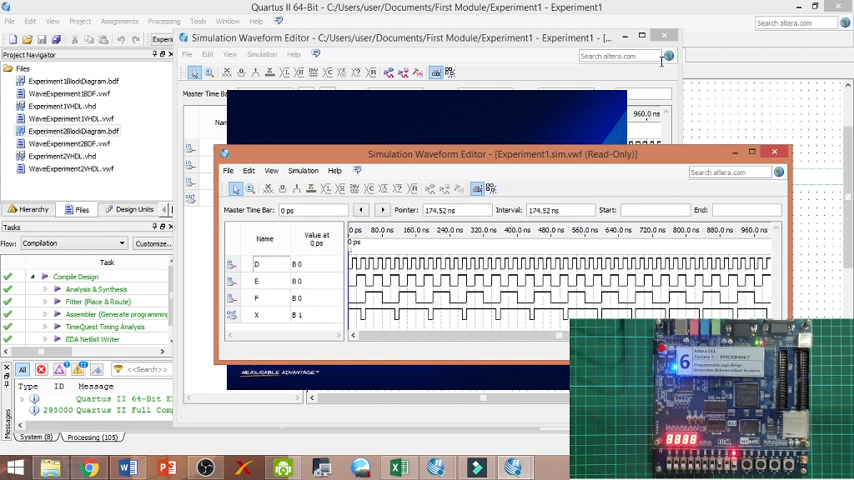 Quartus II 64-Bit - C:/Users/user/Documents/First Module/Experiment1 - Experiment1
File Edit View Project Assignments Processing Tools Window
Search altera.com
Simulation Waveform Editor - C:/Users/user/Documents/First Module/Experiment1 - Experiment1 - [...
File Edit View Simulation Help
Search altera.com
Project Navigator
Files
Experiment1BlockDiagram.bdf
WaveExperiment1BDF.vwf
Experiment1VHDL.vhd
WaveExperiment1VHDL.vwf
Experiment2BlockDiagram.bdf
WaveExperiment2BDF.vwf
Experiment2VHDL.vhd
WaveExperiment2VHDL.vwf
Hierarchy Files Design Units
Tasks
Flow: Compilation Customize...
Task
Compile Design
Analysis & Synthesis
Fitter (Place & Route)
Assembler (Generate programming
TimeQuest Timing Analysis
EDA Netlist Writer
All <<Search>>
Type ID Message
Quartus II 64-Bit E
293000 Quartus II Full Comp
Messages
System (8) Processing (105)
Master Time Bar:
960.0 ns
Simulation Waveform Editor - [Experiment1.sim.vwf (Read-Only)]
File Edit View Simulation Help
Search altera.com
Master Time Bar: 0 ps Pointer: 174.52 ns Interval: 174.52 ns Start: End:
Name Value at 0 ps
0 ps 80.0 ns 160.0 ns 240.0 ns 320.0 ns 400.0 ns 480.0 ns 560.0 ns 640.0 ns 720.0 ns 800.0 ns 880.0 ns 960.0 ns
0 ps
D B 0
E B 0
F B 0
X B 1
MEASURABLE ADVANTAGE™
6
Altera DE1